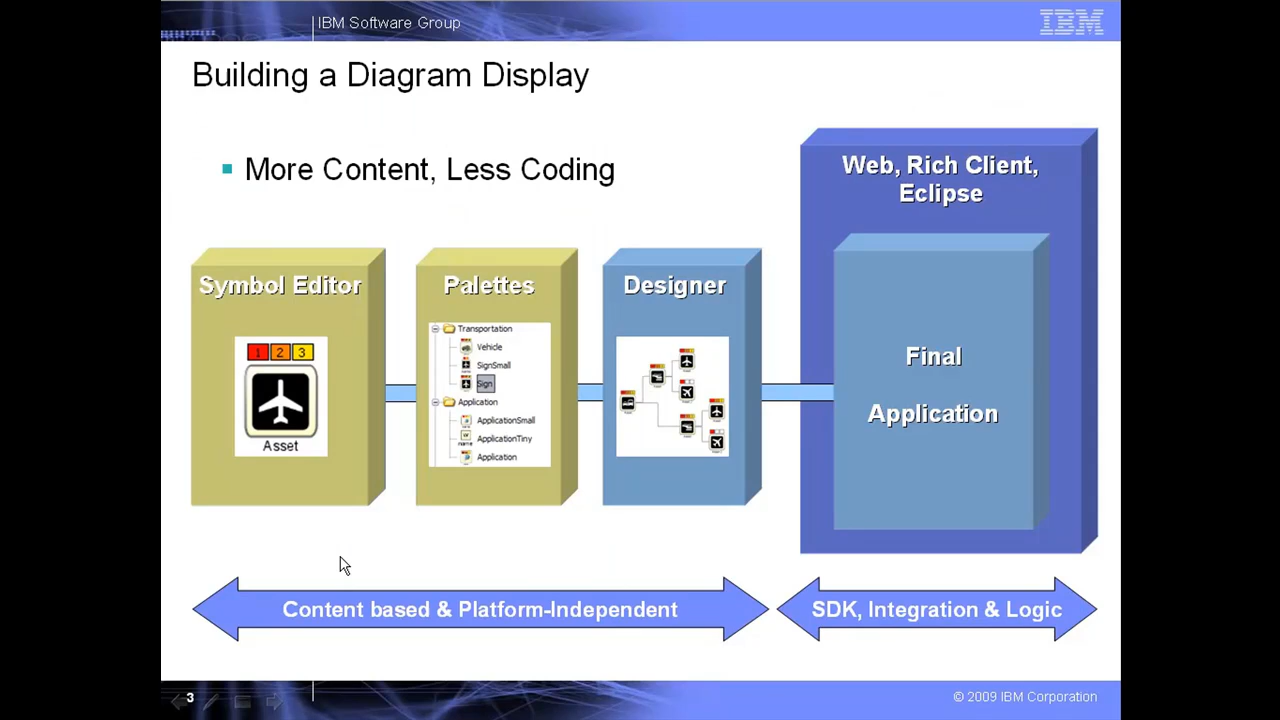 IBM Software Group
IBM
Building a Diagram Display
More Content, Less Coding
Web, Rich Client,
Eclipse
Symbol Editor
1 2 3
Asset
Palettes
Transportation
Vehicle
SignSmall
Sign
Application
ApplicationSmall
ApplicationTiny
Application
Designer
Final
Application
Content based & Platform-Independent
SDK, Integration & Logic
3
© 2009 IBM Corporation